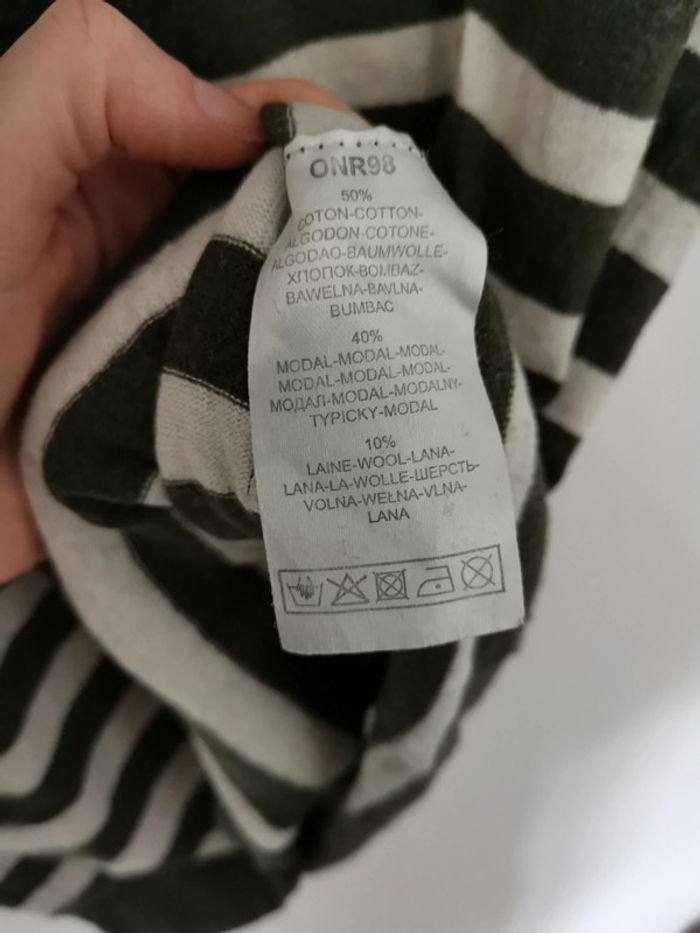 ONR98
50%
COTON-COTTON-
ALGODON-COTONE-
ALGODAO-BAUMWOLLE-
ХЛОПОК-BOMBAZ-
BAWELNA-BAVLNA-
BUMBAC
40%
MODAL-MODAL-MODAL-
MODAL-MODAL-MODAL-
МОДАЛ-MODAL-MODALNY-
TYPICKY-MODAL
10%
LAINE-WOOL-LANA-
LANA-LA-WOLLE-ШЕРСТЬ-
VOLNA-WEŁNA-VLNA-
LANA